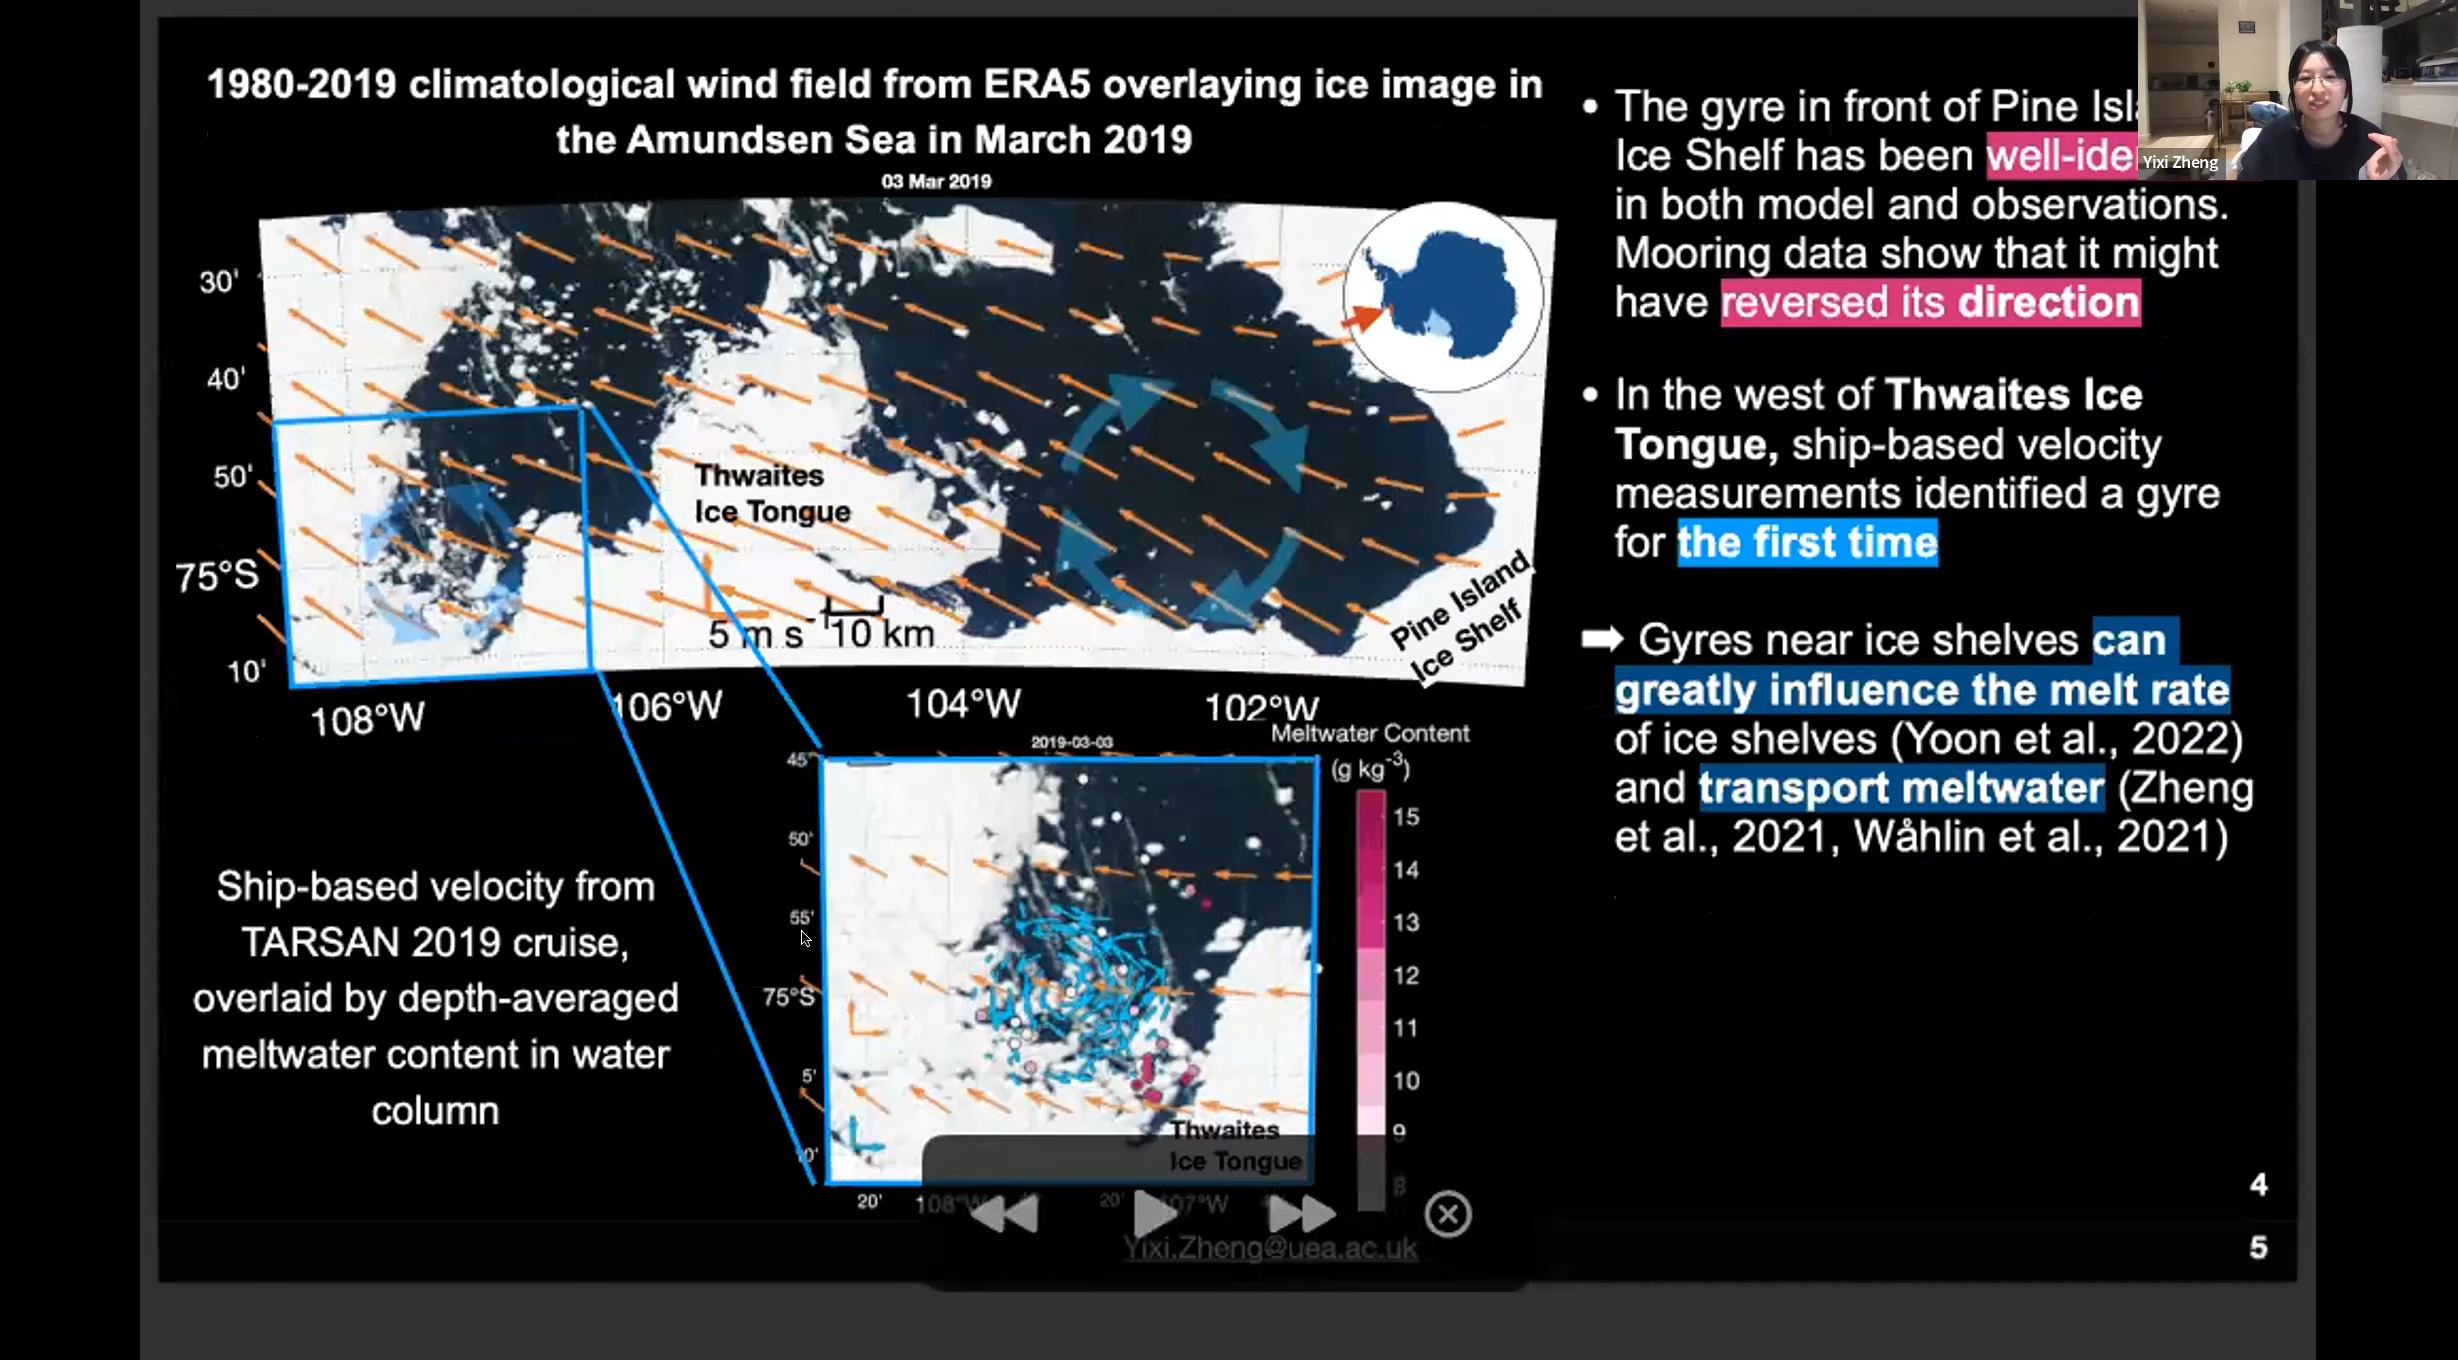 1980-2019 climatological wind field from ERA5 overlaying ice image in
the Amundsen Sea in March 2019
03 Mar 2019
30'
40'
50'
75°S
10'
108°W
106°W
104°W
102°W
Thwaites
Ice Tongue
5 m s⁻
10 km
Pine Island
Ice Shelf
Ship-based velocity from
TARSAN 2019 cruise,
overlaid by depth-averaged
meltwater content in water
column
2019-03-03
Meltwater Content
(g kg⁻³)
45'
50'
55'
75°S
5'
0'
15
14
13
12
11
10
9
8
Thwaites
Ice Tongue
20'
108°W
20'
07°W
Yixi.Zheng@uea.ac.uk
• The gyre in front of Pine Isl
Ice Shelf has been well-ide
in both model and observations.
Mooring data show that it might
have reversed its direction
• In the west of Thwaites Ice
Tongue, ship-based velocity
measurements identified a gyre
for the first time
➡ Gyres near ice shelves can
greatly influence the melt rate
of ice shelves (Yoon et al., 2022)
and transport meltwater (Zheng
et al., 2021, Wåhlin et al., 2021)
4
5
Yixi Zheng